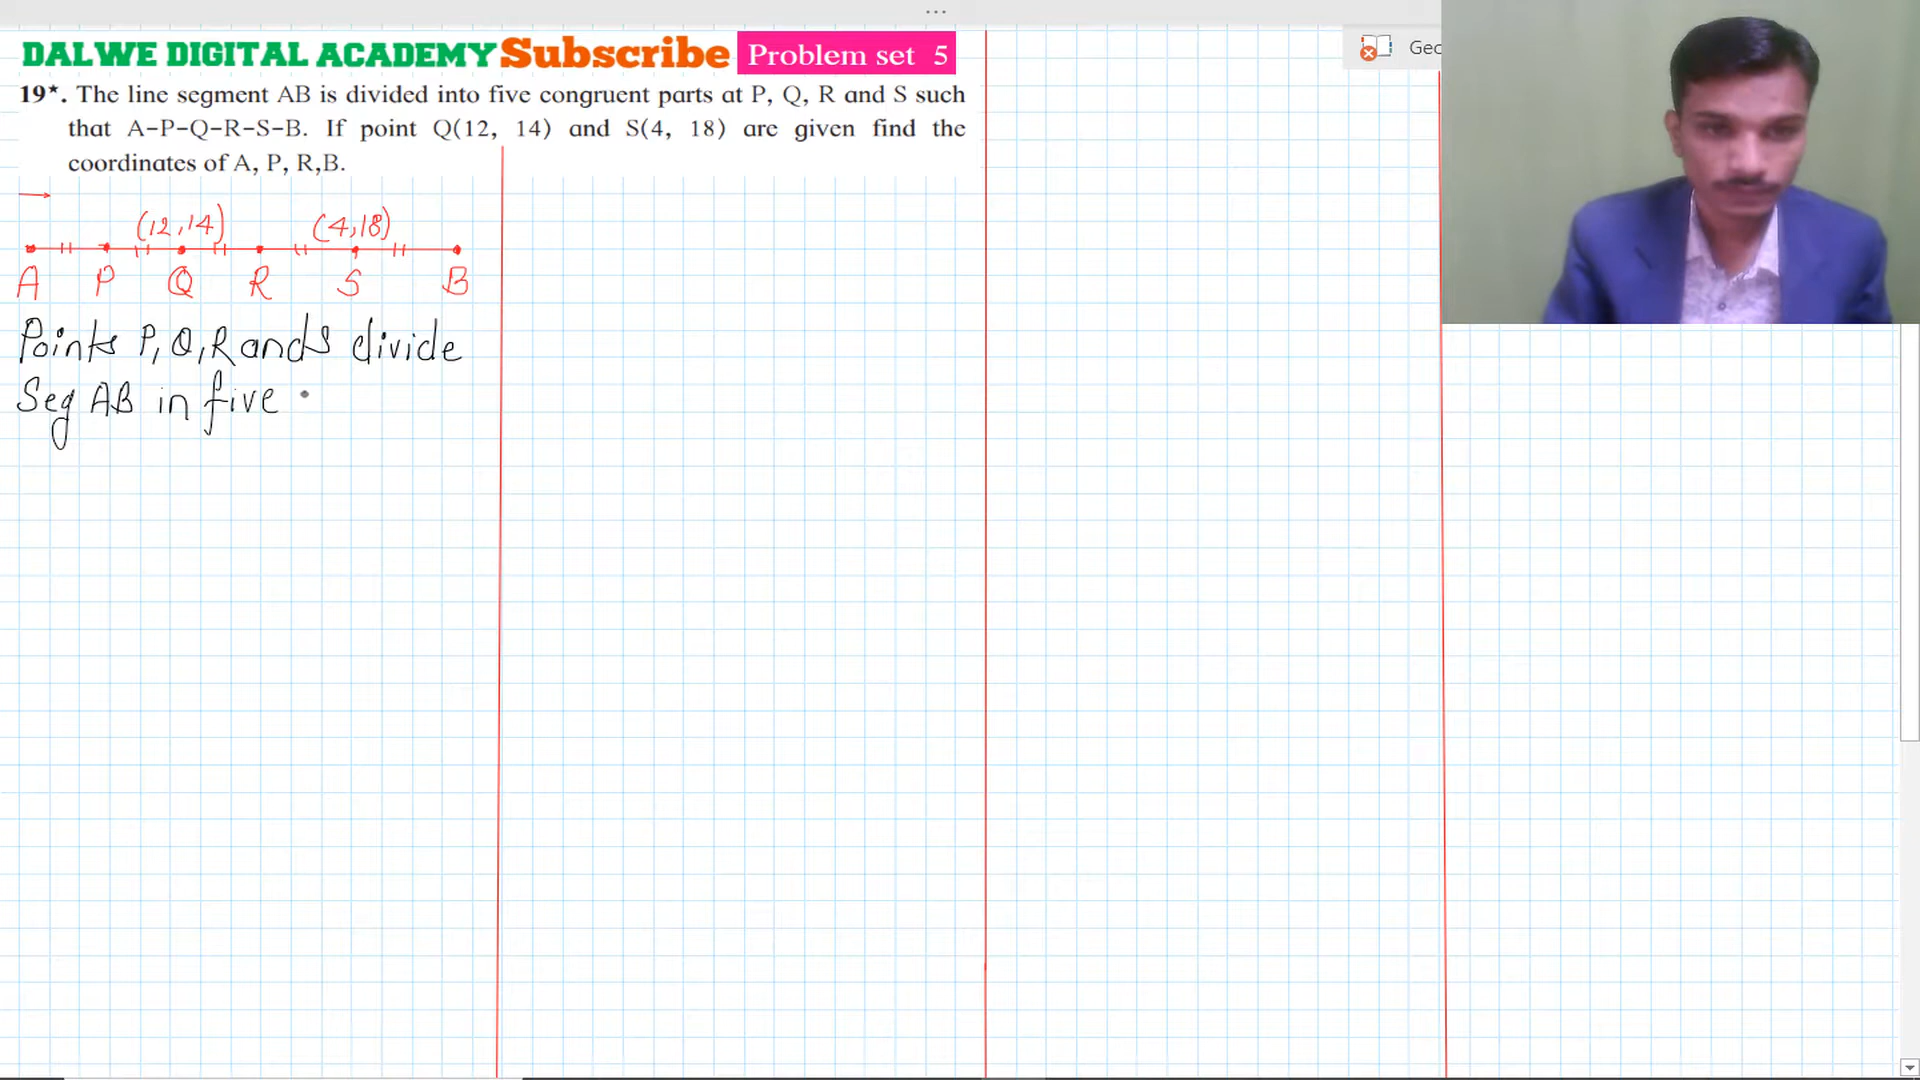 ...
DALWE DIGITAL ACADEMY Subscribe Problem set 5
Geo
19*. The line segment AB is divided into five congruent parts at P, Q, R and S such
that A-P-Q-R-S-B. If point Q(12, 14) and S(4, 18) are given find the
coordinates of A, P, R,B.
(12,14) (4,18)
A P Q R S B
Points P, Q, R and S divide
Seg AB in five